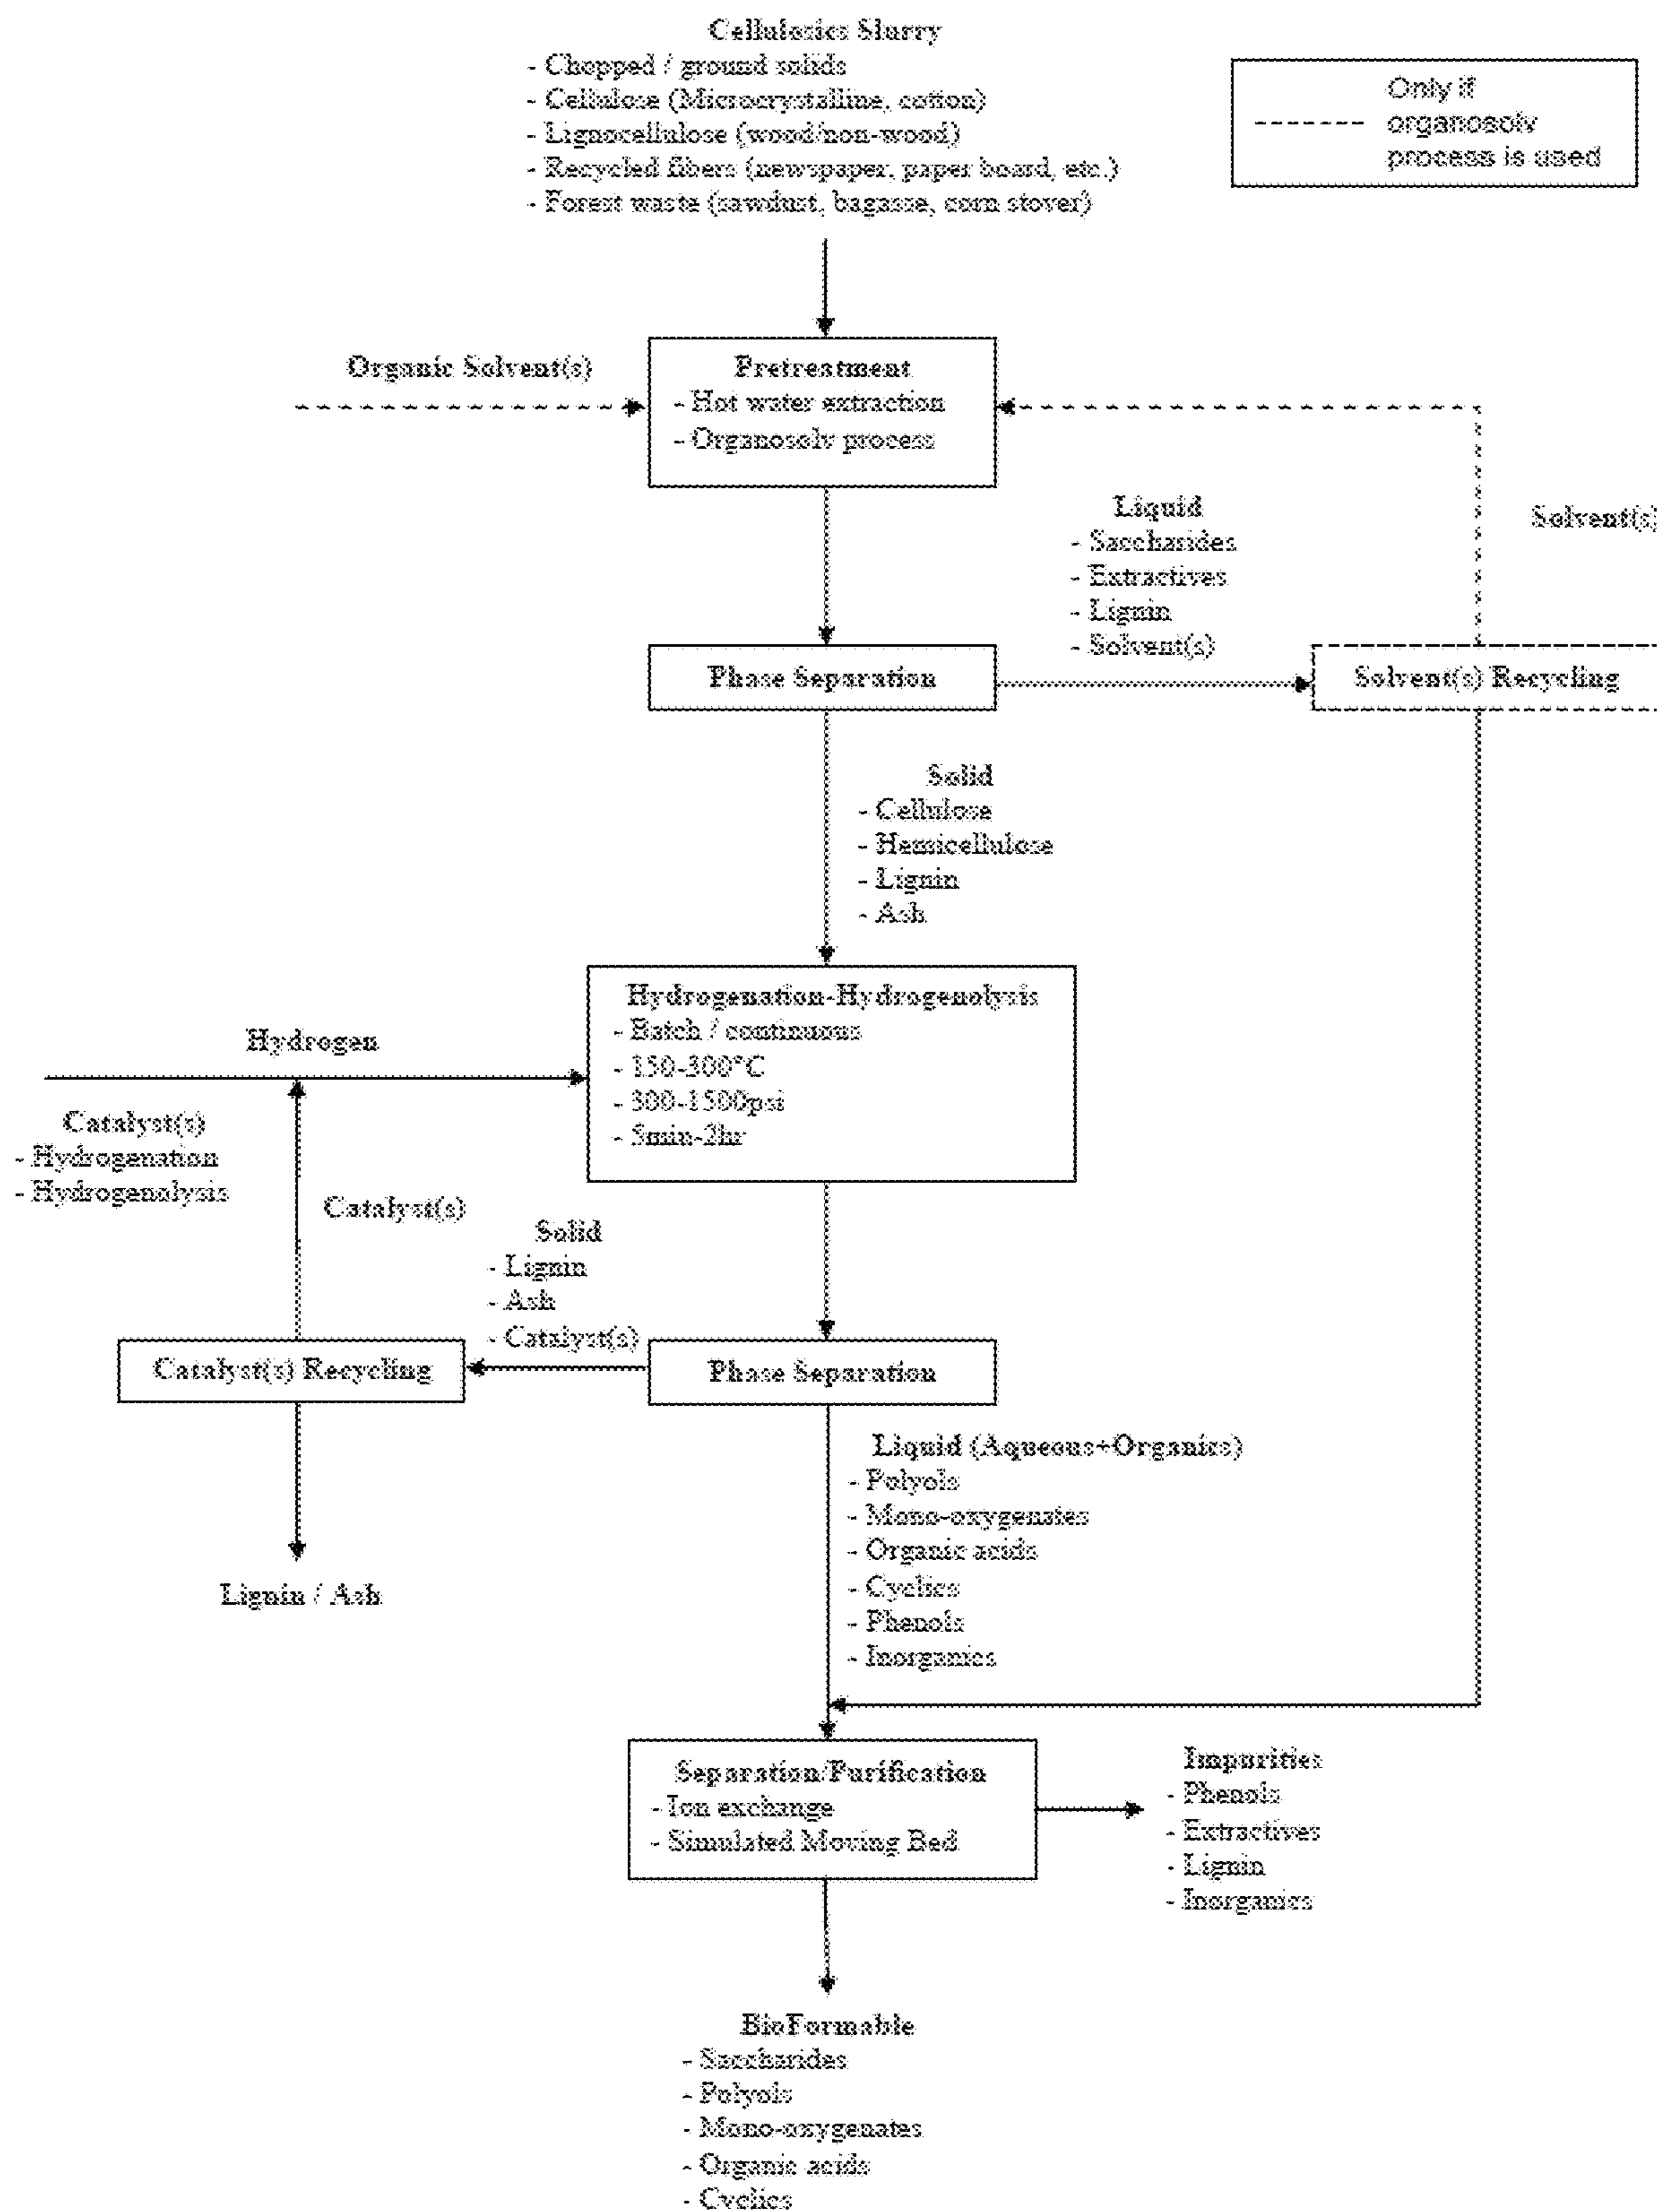 Cellulosics Slurry
- Chopped / ground solids
- Cellulose (Microcrystalline, cotton)
- Lignocellulose (wood/non-wood)
- Recycled fibers (newspaper, paper board, etc.)
- Forest waste (sawdust, bagasse, corn stover)
Only if
organosolv
process is used
Organic Solvent(s)
Pretreatment
- Hot water extraction
- Organosolv process
Liquid
- Saccharides
- Extractives
- Lignin
- Solvent(s)
Solvent(s)
Phase Separation
Solvent(s) Recycling
Solid
- Cellulose
- Hemicellulose
- Lignin
- Ash
Hydrogenation-Hydrogenolysis
- Batch / continuous
- 150-300°C
- 300-1500psi
- 5min-2hr
Hydrogen
Catalyst(s)
- Hydrogenation
- Hydrogenolysis
Catalyst(s)
Solid
- Lignin
- Ash
- Catalyst(s)
Catalyst(s) Recycling
Phase Separation
Lignin / Ash
Liquid (Aqueous+Organics)
- Polyols
- Mono-oxygenates
- Organic acids
- Cyclics
- Phenols
- Inorganics
Separation/Purification
- Ion exchange
- Simulated Moving Bed
Impurities
- Phenols
- Extractives
- Lignin
- Inorganics
BioFormable
- Saccharides
- Polyols
- Mono-oxygenates
- Organic acids
- Cyclics